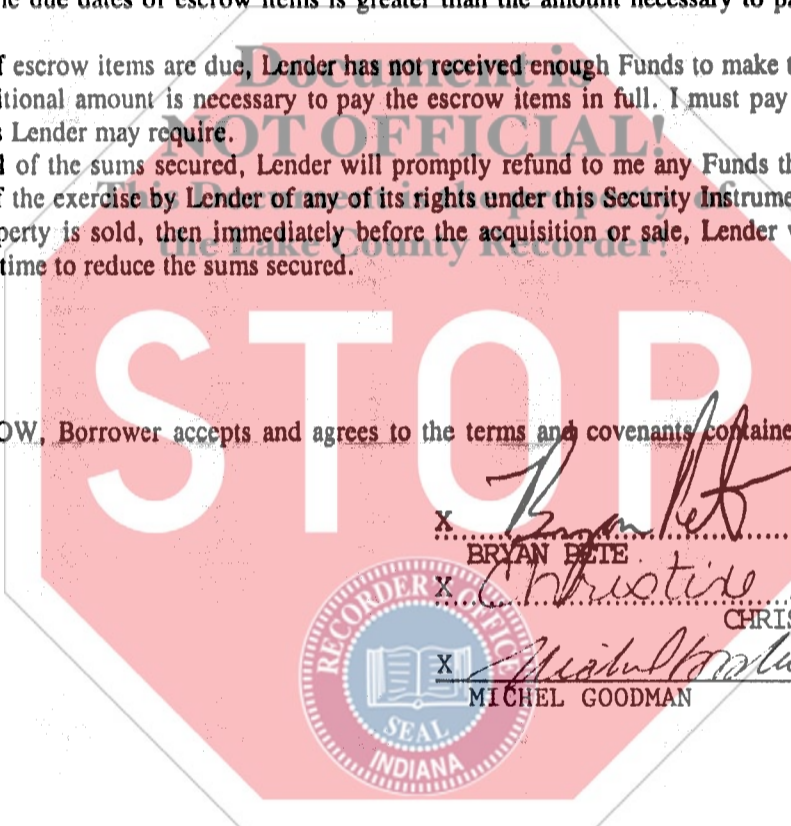 the due dates of escrow items is greater than the amount necessary to pa
Document is
f escrow items are due, Lender has not received enough Funds to make t
itional amount is necessary to pay the escrow items in full. I must pay
NOT OFFICIAL!
s Lender may require.
l of the sums secured, Lender will promptly refund to me any Funds th
This Document is the property of
f the exercise by Lender of any of its rights under this Security Instrume
perty is sold, then immediately before the acquisition or sale, Lender w
the Lake County Recorder!
time to reduce the sums secured.
STOP
OW, Borrower accepts and agrees to the terms and covenants containe
X Bryan Pete
BRYAN PETE
X Christine
CHRIS
X
MICHEL GOODMAN
RECORDER'S OFFICE
SEAL
INDIANA